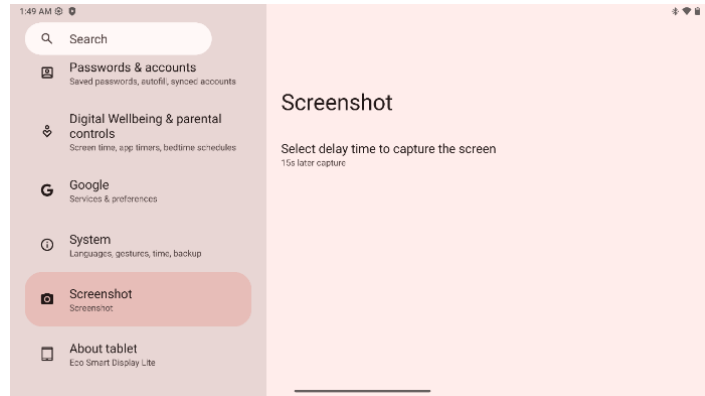 1:49 AM
Search
Passwords & accounts
Saved passwords, autofill, synced accounts
Screenshot
Digital Wellbeing & parental
controls
Screen time, app timers, bedtime schedules
Select delay time to capture the screen
15s later capture
Google
Services & preferences
System
Languages, gestures, time, backup
Screenshot
Screenshot
About tablet
Eco Smart Display Lite